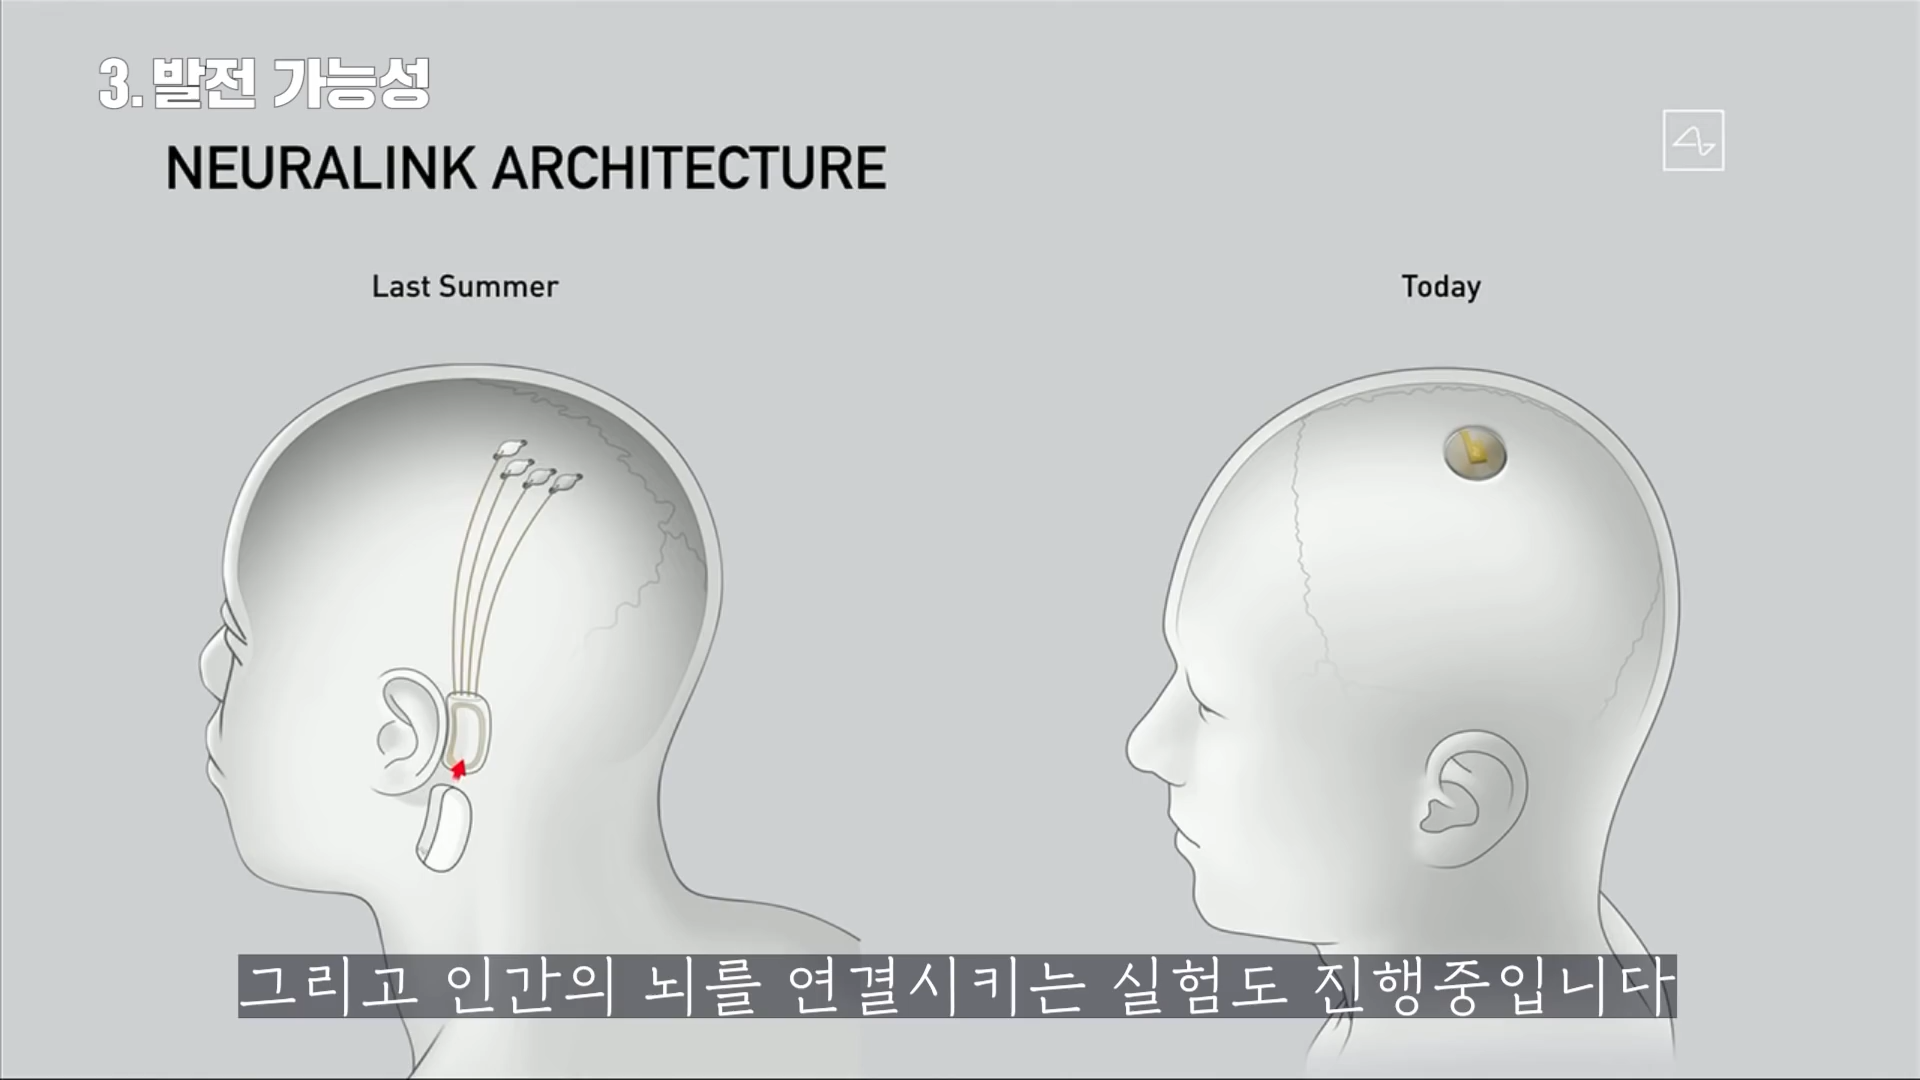 3. 발전 가능성
NEURALINK ARCHITECTURE
Last Summer
Today
그리고 인간의 뇌를 연결시키는 실험도 진행중입니다